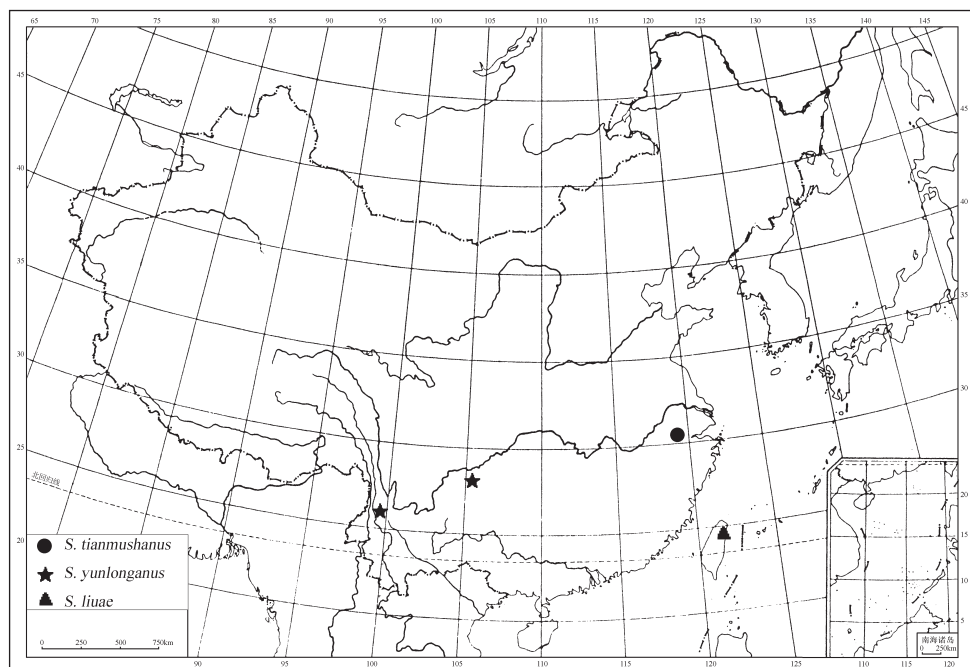 65 70 75 80 85 90 95 100 105 110 115 120 125 130 135 140 145
45
40
35
30
25
20
45
40
35
30
北回归线
S. tianmushanus
S. yunlonganus
S. liuae
0 250 500 750km
90 95 100 105 110 115 120
20
15
10
5
南海诸岛
0 250km
110 115 120